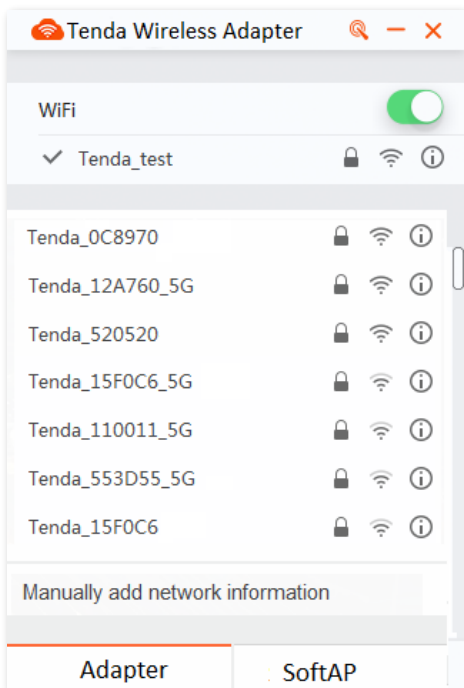 Tenda Wireless Adapter
WiFi
Tenda_test
Tenda_0C8970
Tenda_12A760_5G
Tenda_520520
Tenda_15F0C6_5G
Tenda_110011_5G
Tenda_553D55_5G
Tenda_15F0C6
Manually add network information
Adapter SoftAP